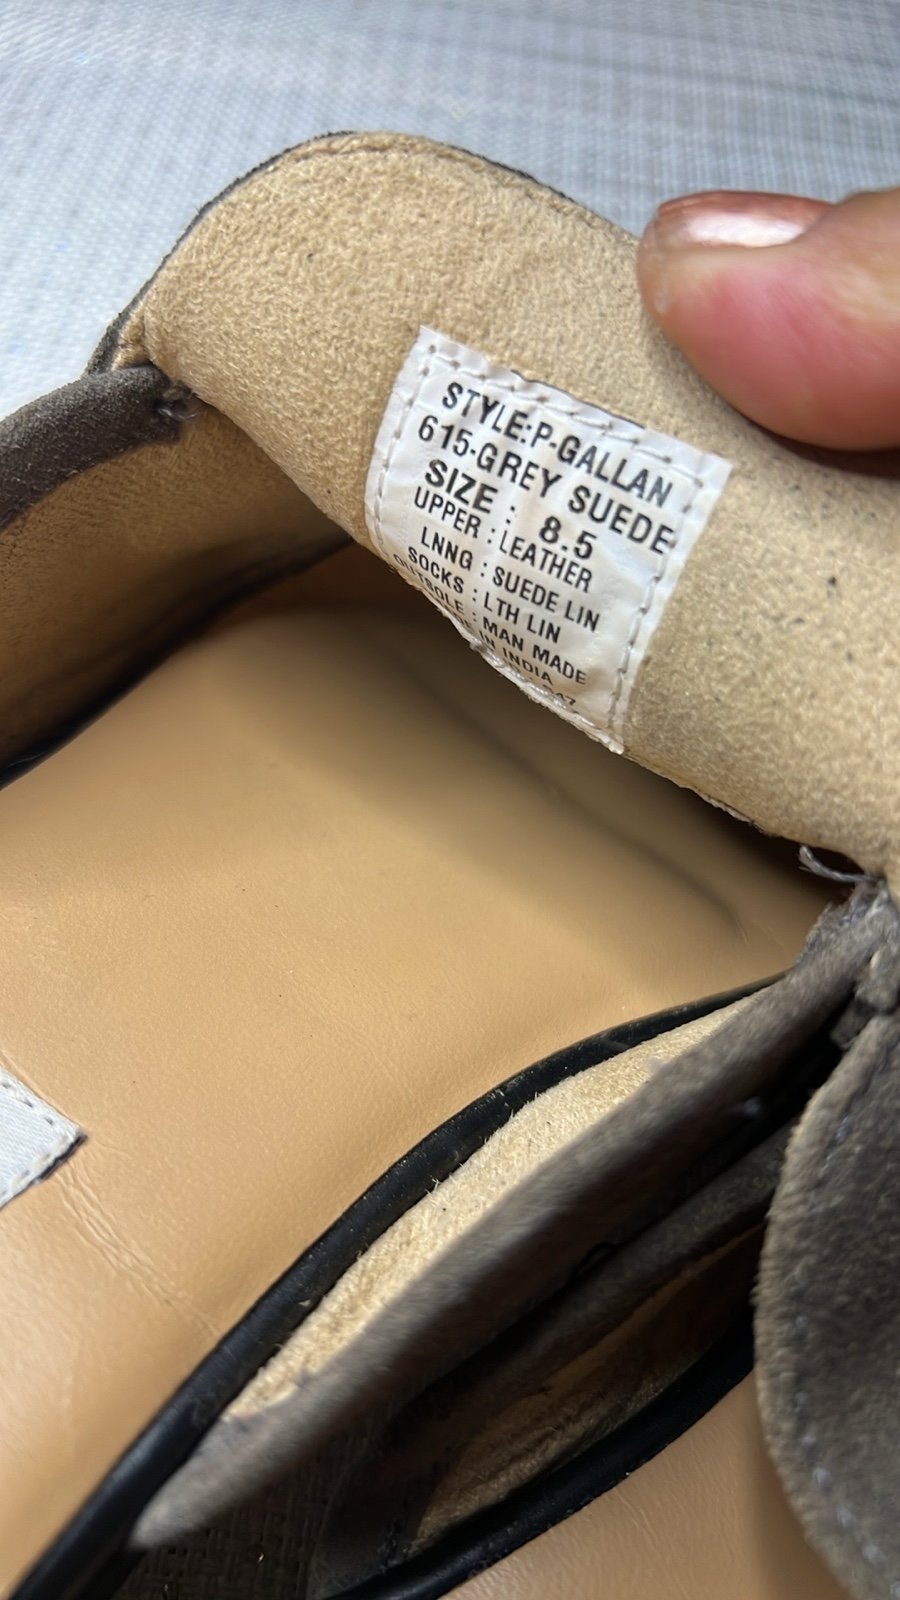 STYLE:P-GALLAN
615-GREY SUEDE
SIZE : 8.5
UPPER : LEATHER
LNNG : SUEDE LIN
SOCKS : LTH LIN
OUTSOLE : MAN MADE
IN INDIA